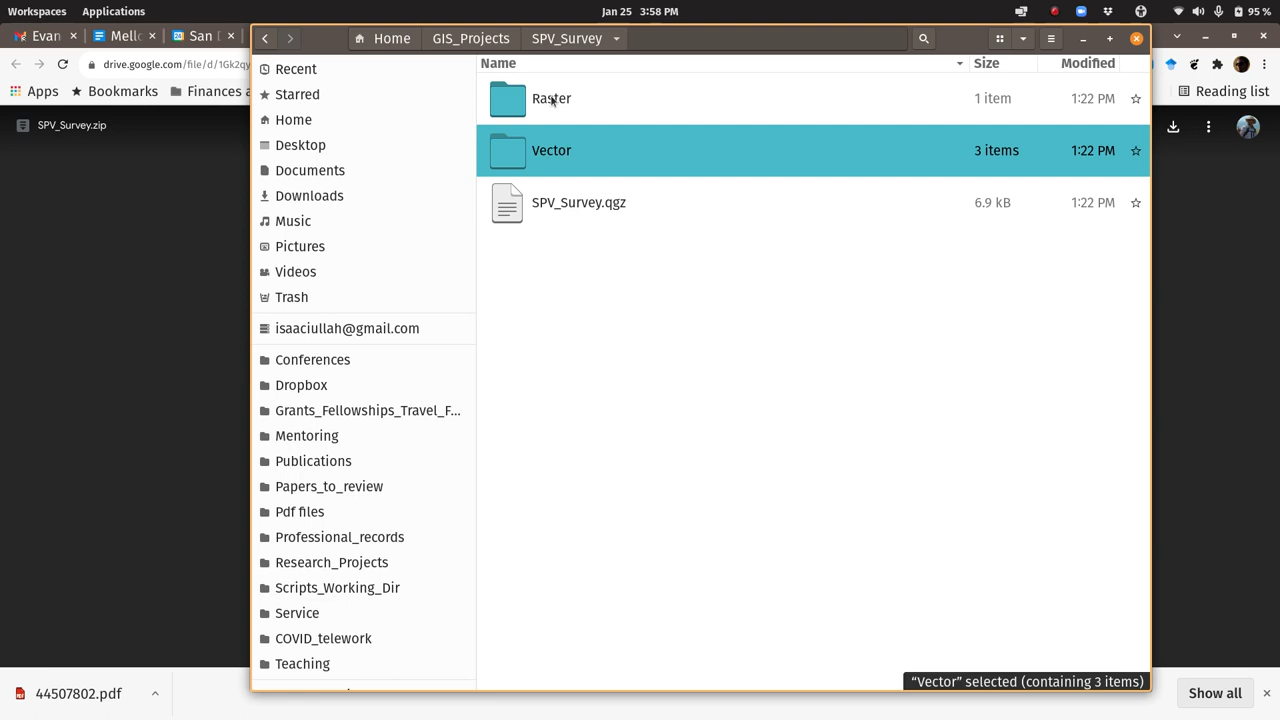 Workspaces Applications Jan 25 3:58 PM 95 %
Evan Mello San D
Home GIS_Projects SPV_Survey
drive.google.com/file/d/1Gk2qy
Apps Bookmarks Finances a Reading list
SPV_Survey.zip
Recent
Starred
Home
Desktop
Documents
Downloads
Music
Pictures
Videos
Trash
isaaciullah@gmail.com
Conferences
Dropbox
Grants_Fellowships_Travel_F...
Mentoring
Publications
Papers_to_review
Pdf files
Professional_records
Research_Projects
Scripts_Working_Dir
Service
COVID_telework
Teaching
Name Size Modified
Raster 1 item 1:22 PM
Vector 3 items 1:22 PM
SPV_Survey.qgz 6.9 kB 1:22 PM
"Vector" selected (containing 3 items)
44507802.pdf Show all